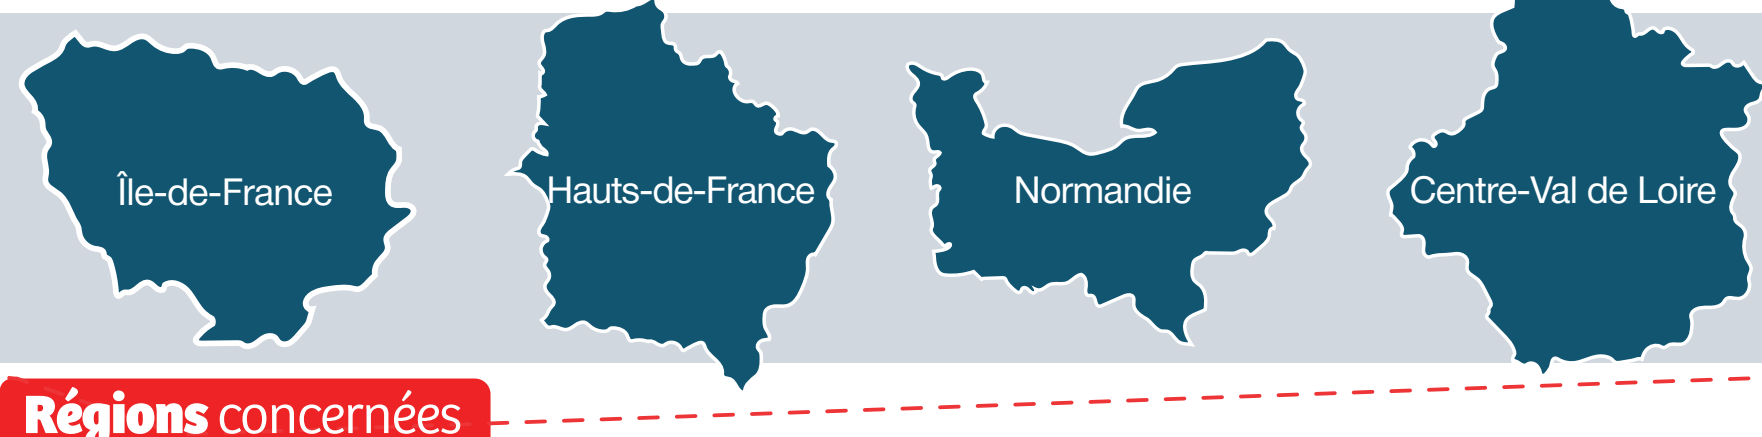 Île-de-France
Hauts-de-France
Normandie
Centre-Val de Loire
Régions concernées